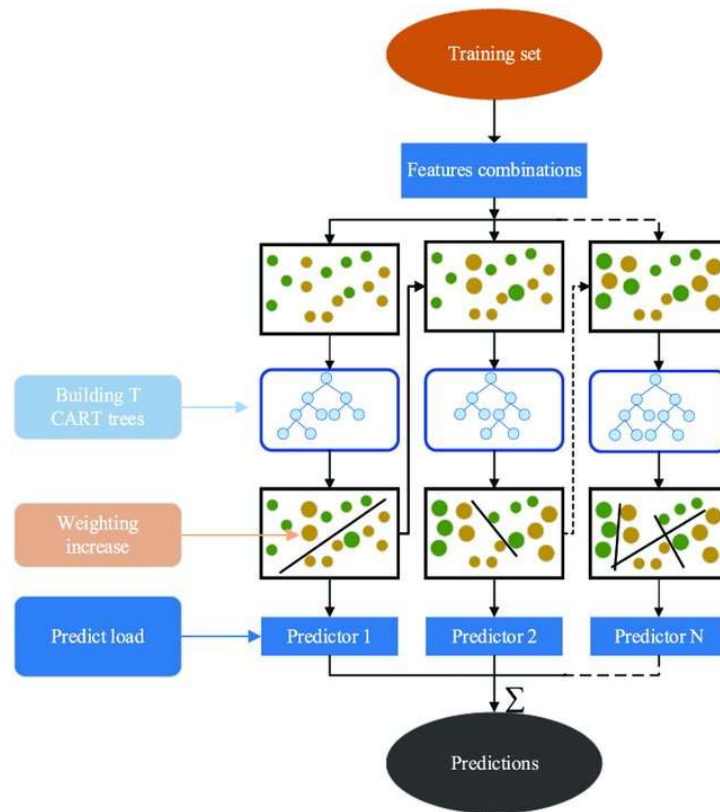 Training set
Features combinations
Building T
CART trees
Weighting
increase
Predict load
Predictor 1
Predictor 2
Predictor N
Σ
Predictions